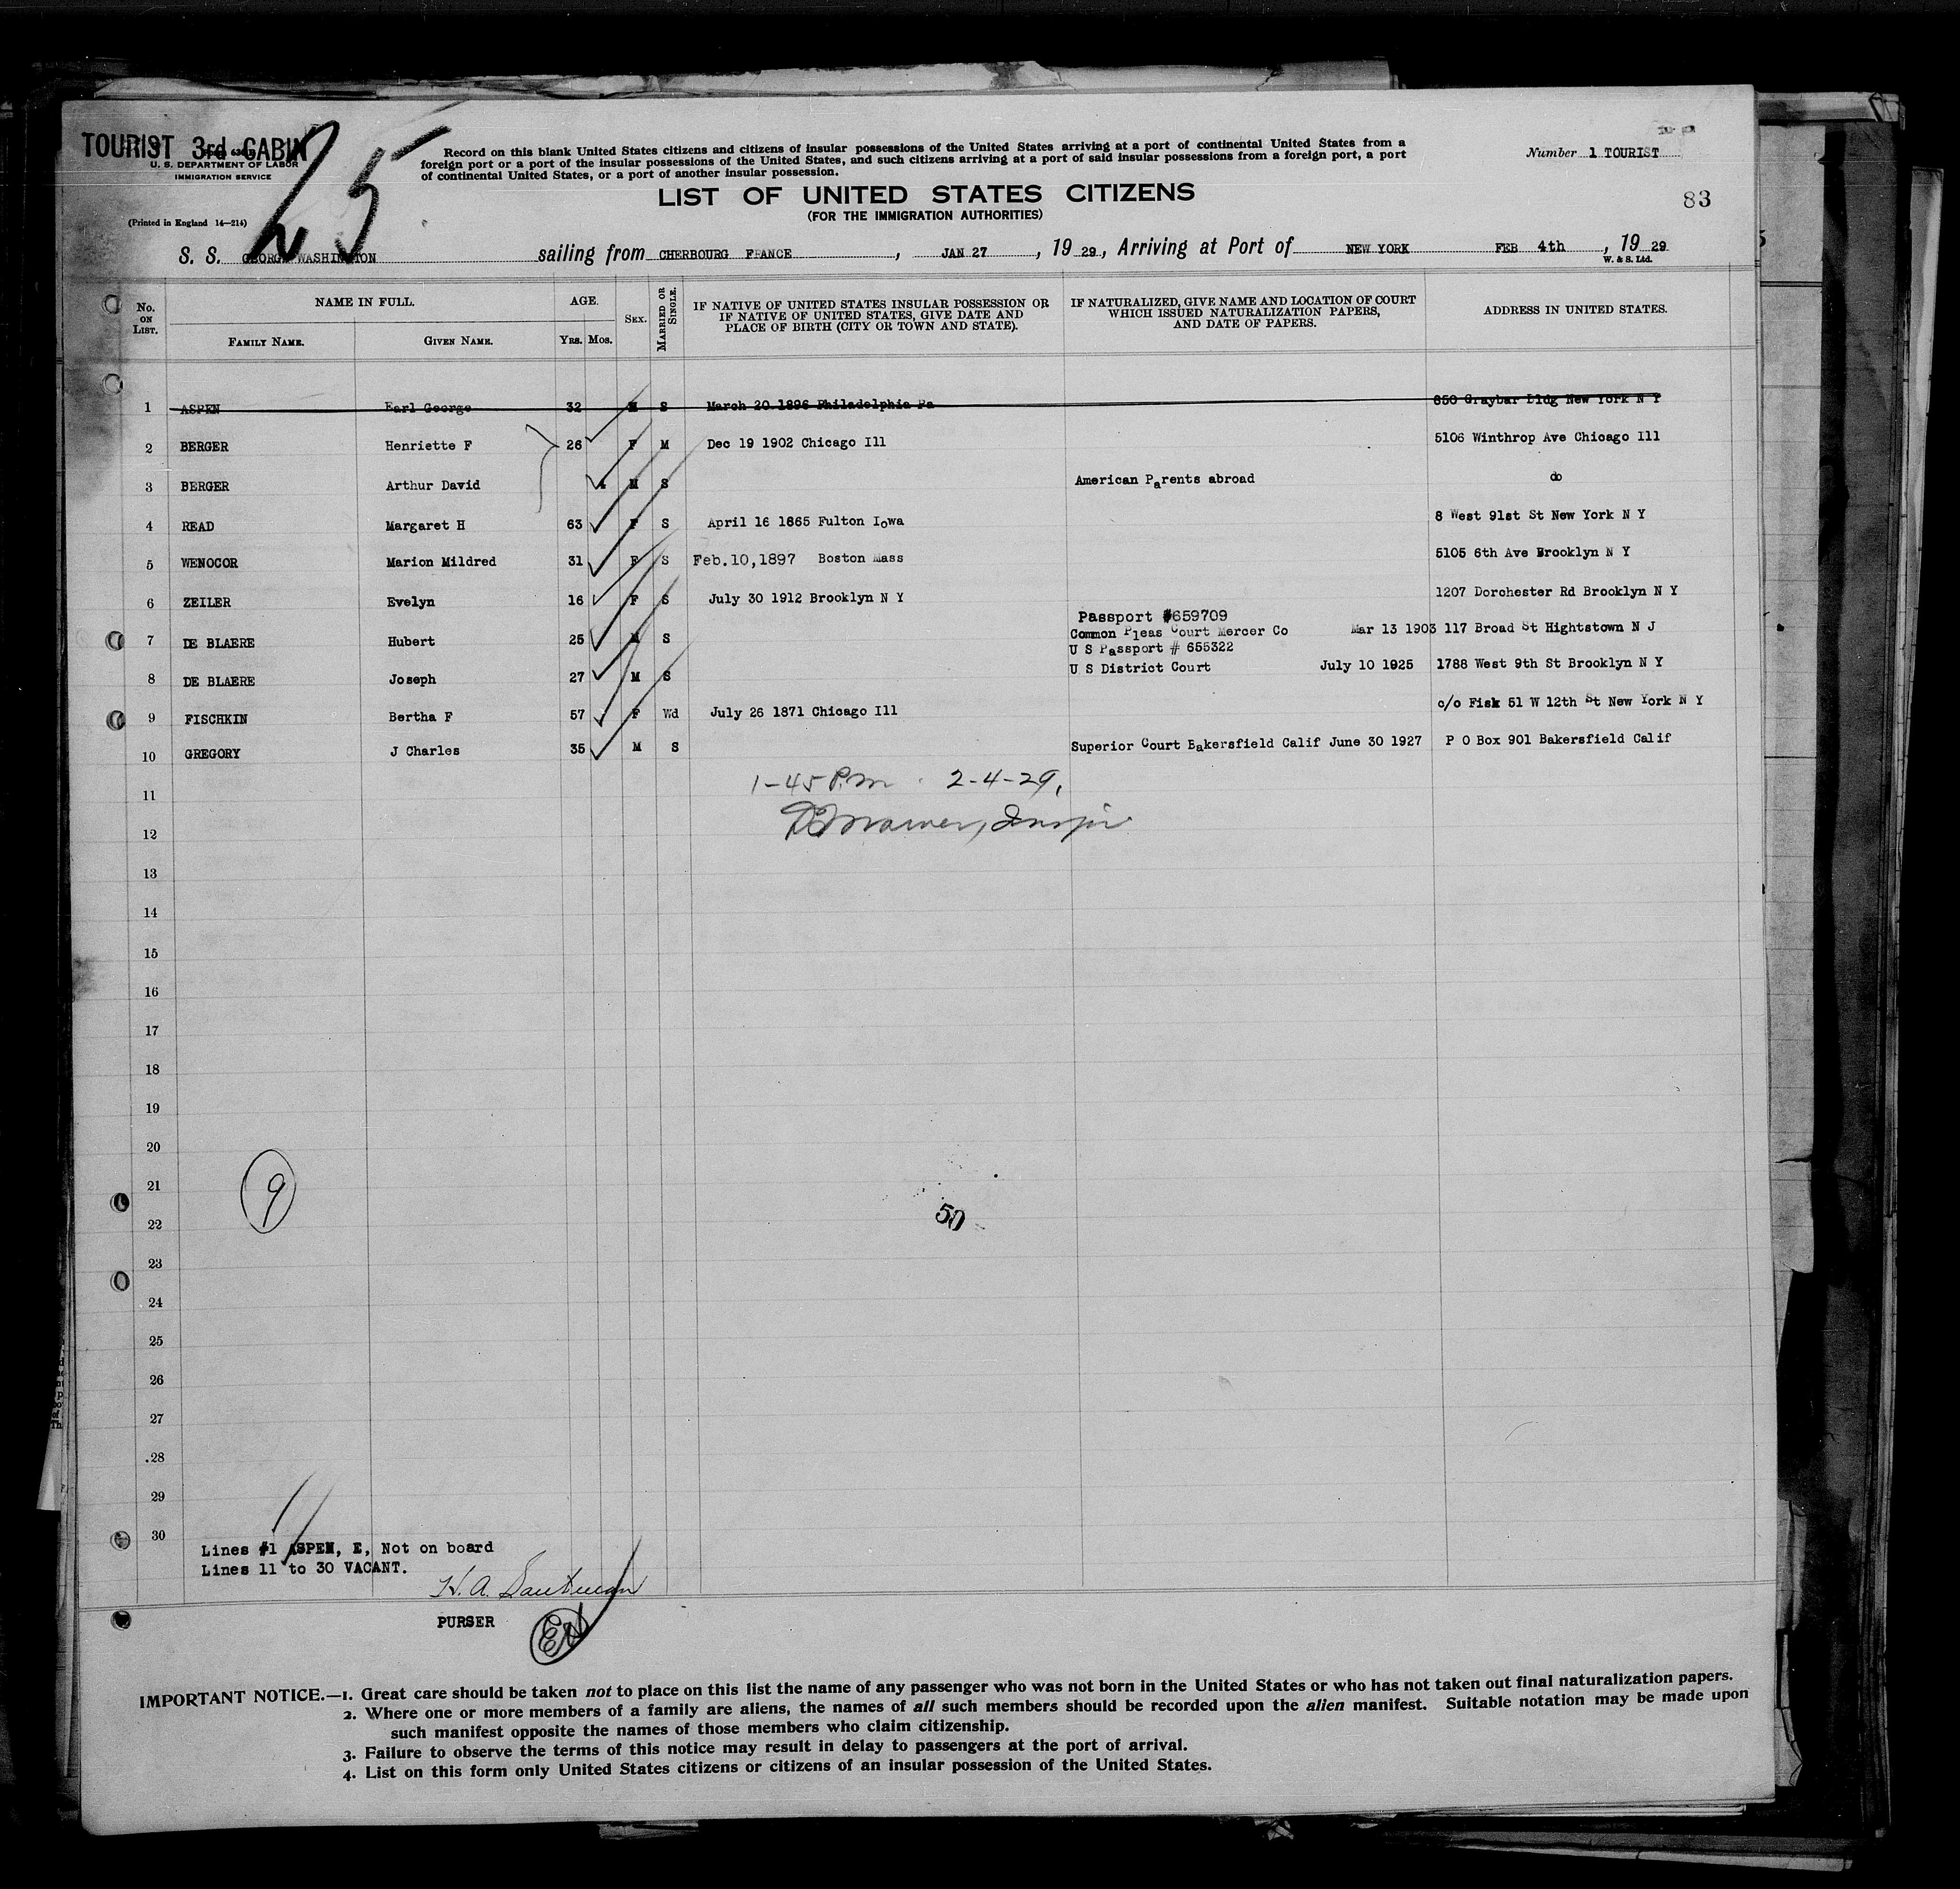 TOURIST 3rd CABIN
U. S. DEPARTMENT OF LABOR
IMMIGRATION SERVICE
(Printed in England 14—214)
25
Record on this blank United States citizens and citizens of insular possessions of the United States arriving at a port of continental United States from a
foreign port or a port of the insular possessions of the United States, and such citizens arriving at a port of said insular possessions from a foreign port, a port
of continental United States, or a port of another insular possession.
Number 1 TOURIST
LIST OF UNITED STATES CITIZENS
(FOR THE IMMIGRATION AUTHORITIES)
83
S. S. GEORGE WASHINGTON sailing from CHERBOURG FRANCE, JAN 27, 19 29, Arriving at Port of NEW YORK FEB 4th, 19 29
W. & S. Ltd.
No. ON LIST. NAME IN FULL. FAMILY NAME. GIVEN NAME. AGE. YRS. MOS. SEX. MARRIED OR SINGLE. IF NATIVE OF UNITED STATES INSULAR POSSESSION OR IF NATIVE OF UNITED STATES, GIVE DATE AND PLACE OF BIRTH (CITY OR TOWN AND STATE). IF NATURALIZED, GIVE NAME AND LOCATION OF COURT WHICH ISSUED NATURALIZATION PAPERS, AND DATE OF PAPERS. ADDRESS IN UNITED STATES.
1 ASPEN Earl George 32 M S March 20 1896 Philadelphia Pa 850 Graybar Bldg New York N Y
2 BERGER Henriette F 26 F M Dec 19 1902 Chicago Ill 5106 Winthrop Ave Chicago Ill
3 BERGER Arthur David 4 M S American Parents abroad do
4 READ Margaret H 63 F S April 16 1865 Fulton Iowa 8 West 91st St New York N Y
5 WENOCOR Marion Mildred 31 F S Feb.10,1897 Boston Mass 5105 6th Ave Brooklyn N Y
6 ZEILER Evelyn 16 F S July 30 1912 Brooklyn N Y 1207 Dorchester Rd Brooklyn N Y
Passport #659709
7 DE BLAERE Hubert 25 M S Common Pleas Court Mercer Co Mar 13 1903 117 Broad St Hightstown N J
U S Passport # 655322
8 DE BLAERE Joseph 27 M S U S District Court July 10 1925 1788 West 9th St Brooklyn N Y
9 FISCHKIN Bertha F 57 F Wd July 26 1871 Chicago Ill c/o Fisk 51 W 12th St New York N Y
10 GREGORY J Charles 35 M S Superior Court Bakersfield Calif June 30 1927 P O Box 901 Bakersfield Calif
11
1-45 P.m. 2-4-29,
12
13
14
15
16
17
18
19
20
21
9
22
50
23
24
25
26
27
28
29
30
Lines #1 ASPEN, E, Not on board
Lines 11 to 30 VACANT.
H. A.
PURSER
IMPORTANT NOTICE.—1. Great care should be taken not to place on this list the name of any passenger who was not born in the United States or who has not taken out final naturalization papers.
2. Where one or more members of a family are aliens, the names of all such members should be recorded upon the alien manifest. Suitable notation may be made upon
such manifest opposite the names of those members who claim citizenship.
3. Failure to observe the terms of this notice may result in delay to passengers at the port of arrival.
4. List on this form only United States citizens or citizens of an insular possession of the United States.